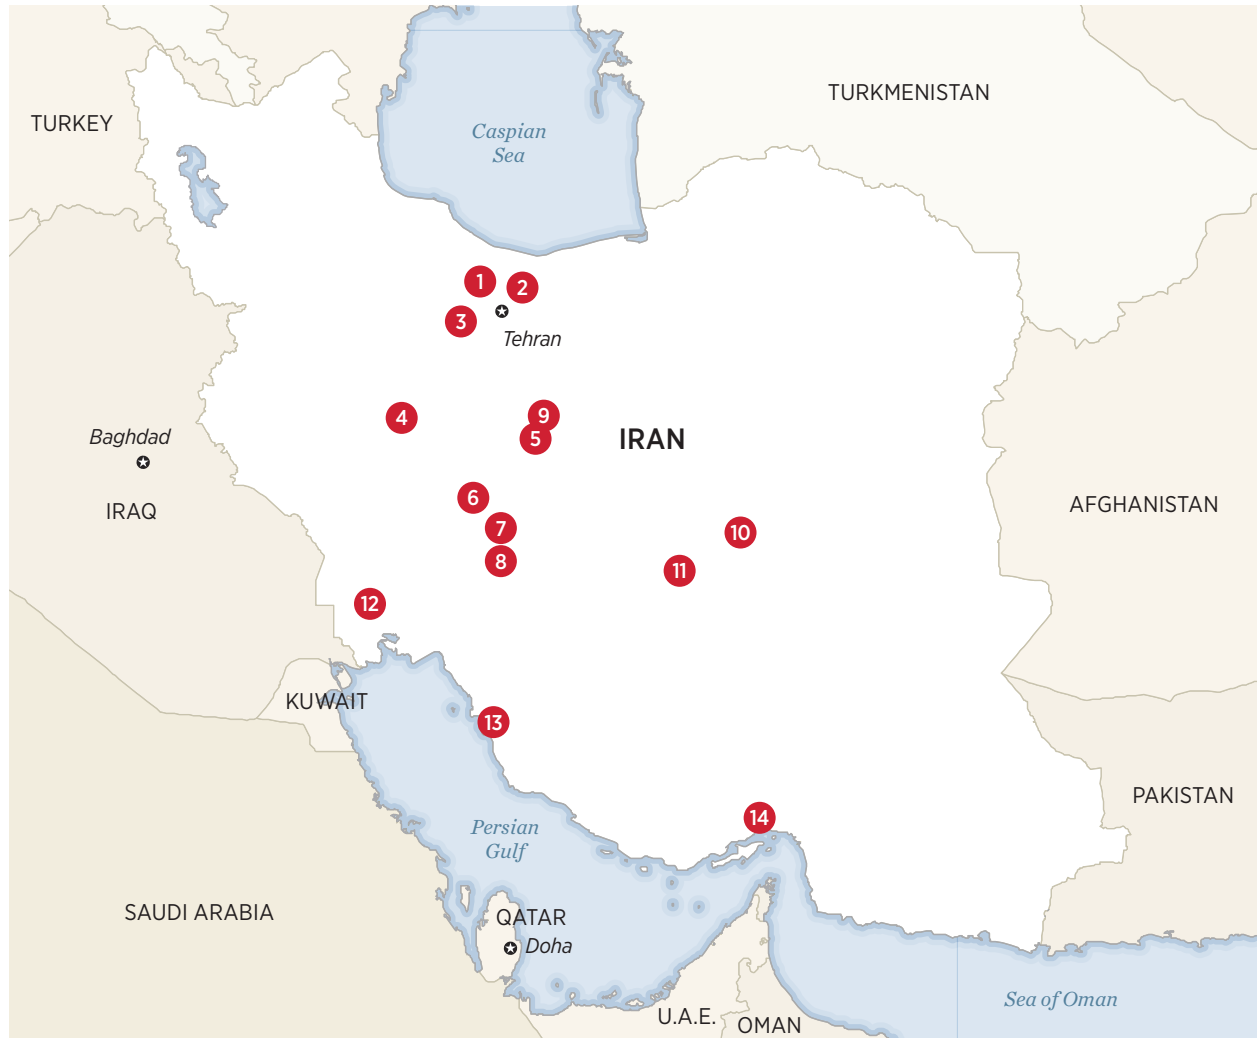 TURKEY
TURKMENISTAN
Caspian
Sea
1
2
3
Tehran
4
9
5
IRAN
Baghdad
IRAQ
6
7
8
10
11
AFGHANISTAN
12
KUWAIT
13
14
PAKISTAN
Persian
Gulf
SAUDI ARABIA
QATAR
Doha
Sea of Oman
U.A.E.
OMAN